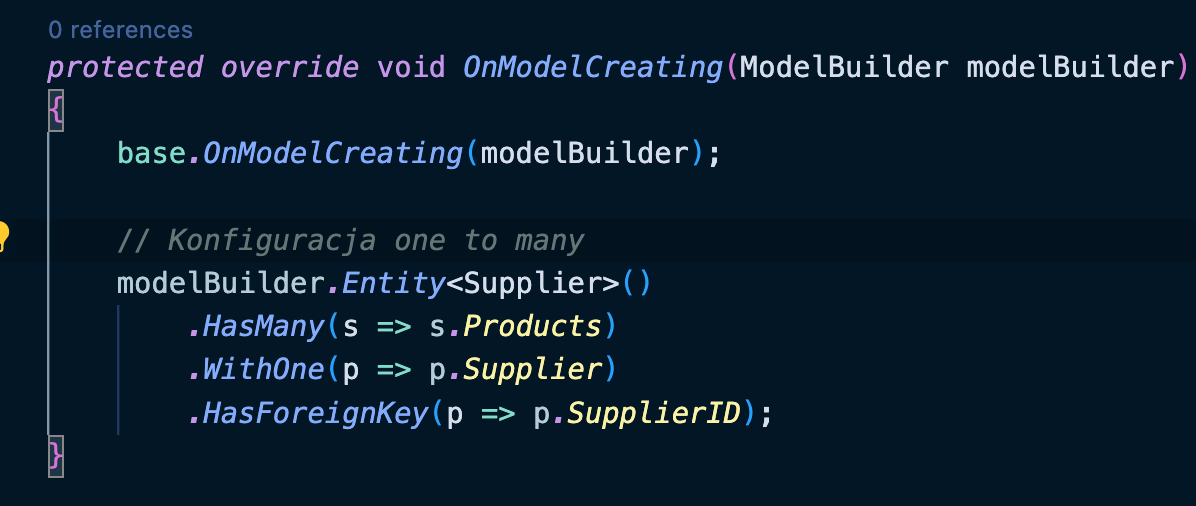 0 references
protected override void OnModelCreating(ModelBuilder modelBuilder)
{
base.OnModelCreating(modelBuilder);
// Konfiguracja one to many
modelBuilder.Entity<Supplier>()
.HasMany(s => s.Products)
.WithOne(p => p.Supplier)
.HasForeignKey(p => p.SupplierID);
}